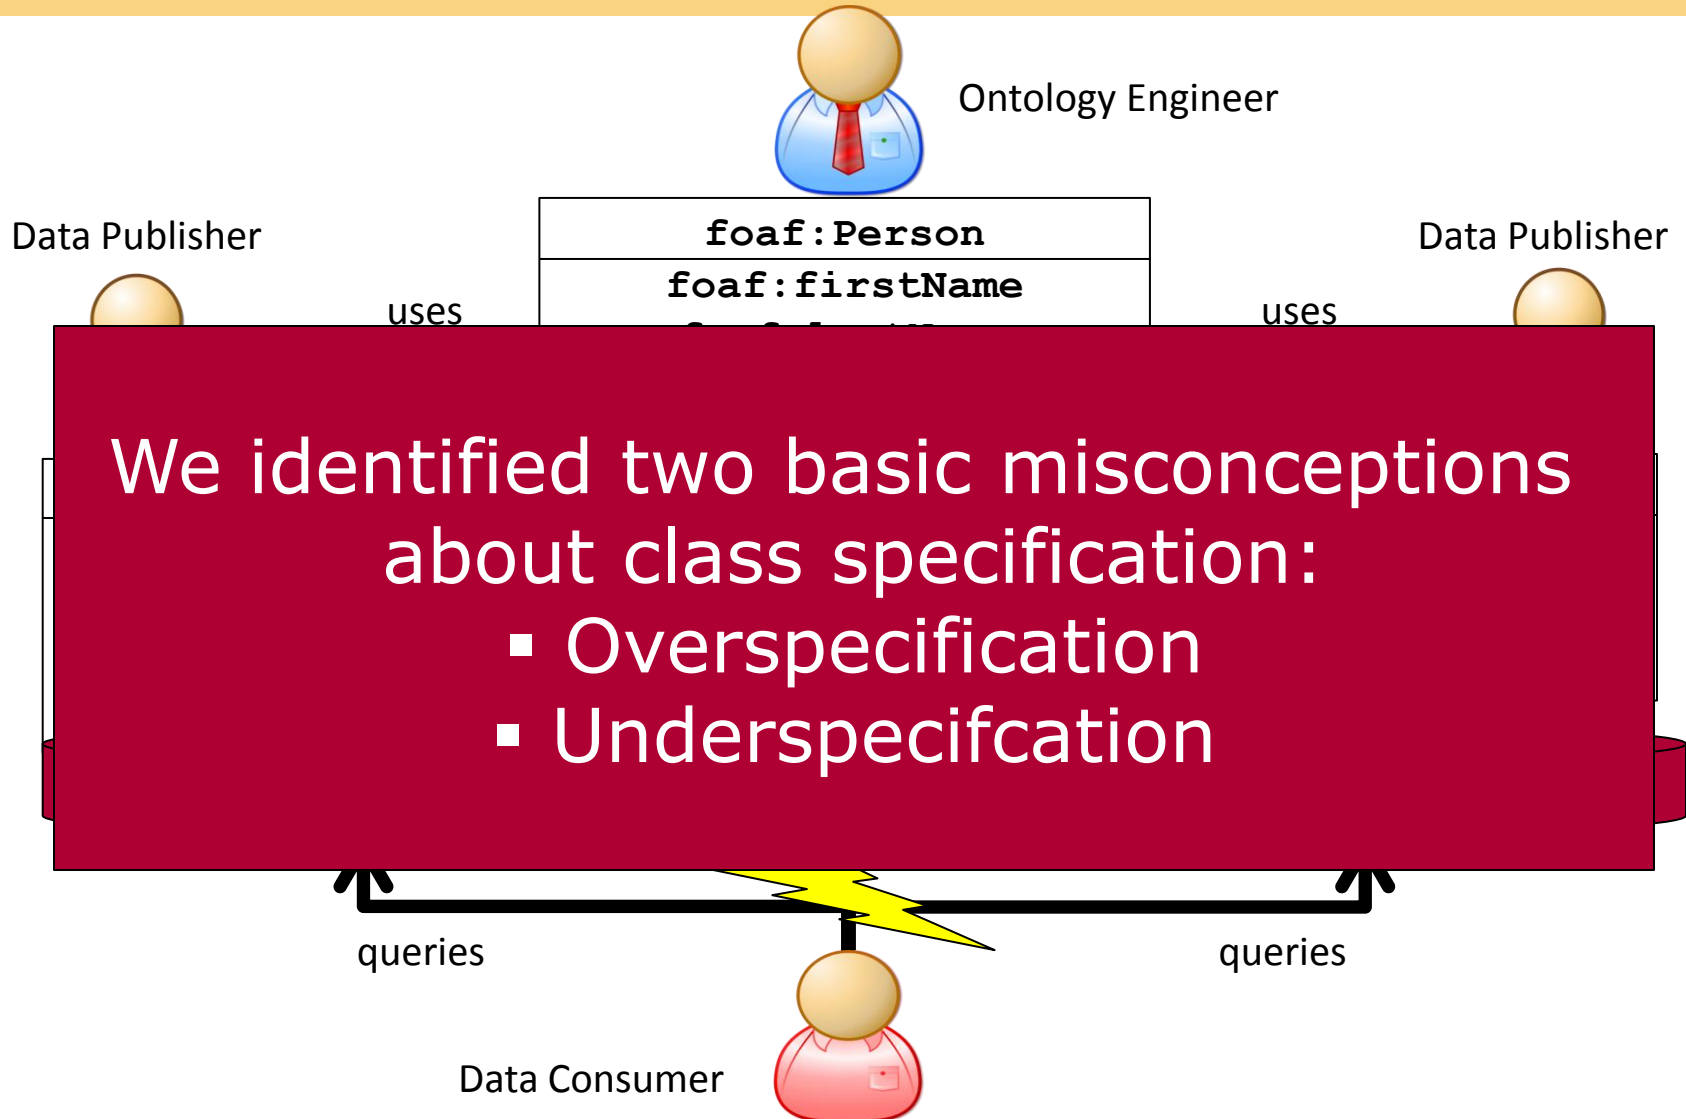 Ontology Engineer
Data Publisher
foaf:Person
Data Publisher
foaf:firstName
uses
uses
We identified two basic misconceptions
about class specification:
▪ Overspecification
▪ Underspecifcation
queries
queries
Data Consumer